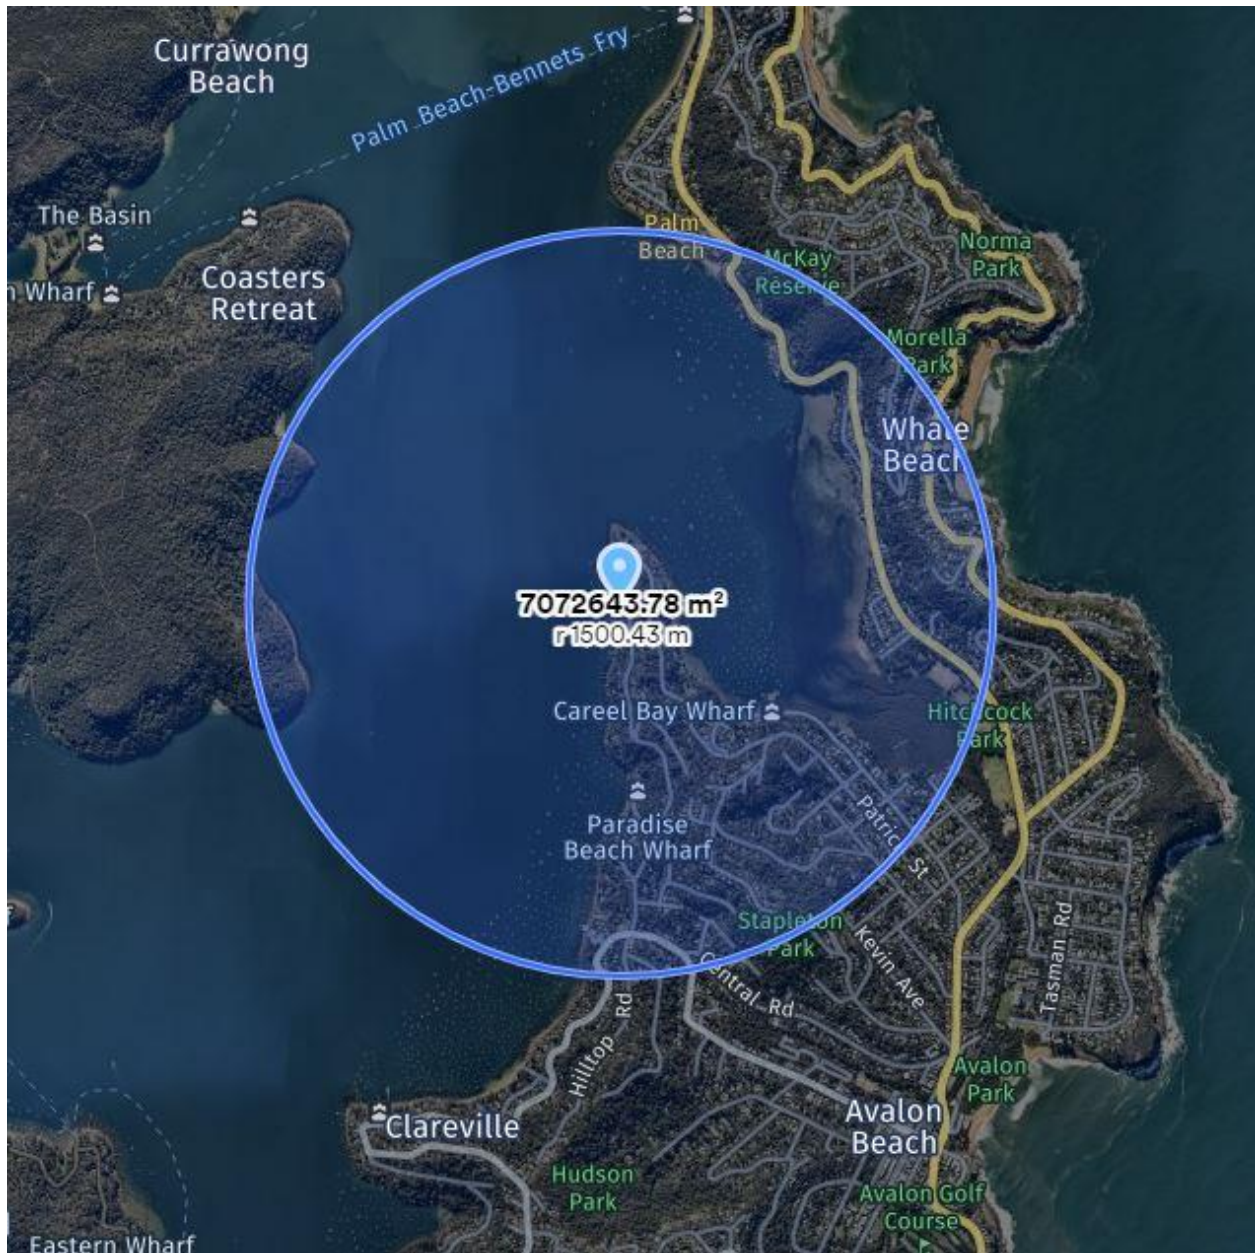 Currawong
Beach
Palm Beach-Bennets Fry
The Basin
Coasters
Retreat
n Wharf
Palm
Beach
McKay
Reserve
Norma
Park
Morella
Park
Whale
Beach
7072643.78 m²
r 1500.43 m
Careel Bay Wharf
Hitchcock
Park
Paradise
Beach Wharf
Patrick St
Stapleton
Park
Kevin Ave
Central Rd
Tasman Rd
Hilltop Rd
Avalon
Park
Clareville
Avalon
Beach
Hudson
Park
Avalon Golf
Course
Eastern Wharf